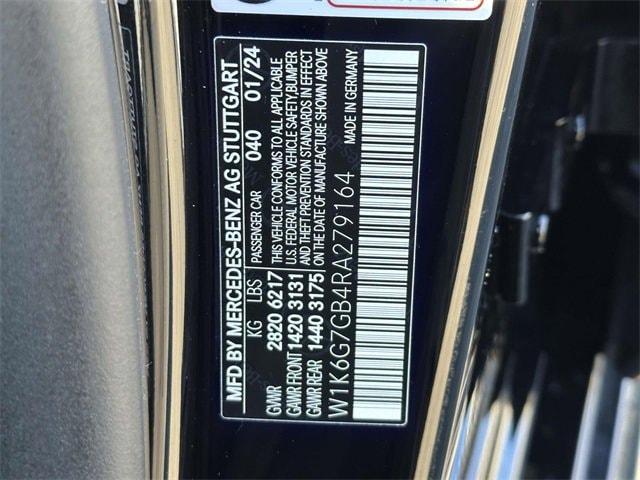 MFD BY MERCEDES-BENZ AG STUTTGART
KG LBS PASSENGER CAR 040 01/24
GVWR 2820 6217 THIS VEHICLE CONFORMS TO ALL APPLICABLE
U.S. FEDERAL MOTOR VEHICLE SAFETY, BUMPER
GAWR FRONT 1420 3131 AND THEFT PREVENTION STANDARDS IN EFFECT
GAWR REAR 1440 3175 ON THE DATE OF MANUFACTURE SHOWN ABOVE
W1K6G7GB4RA279164 MADE IN GERMANY